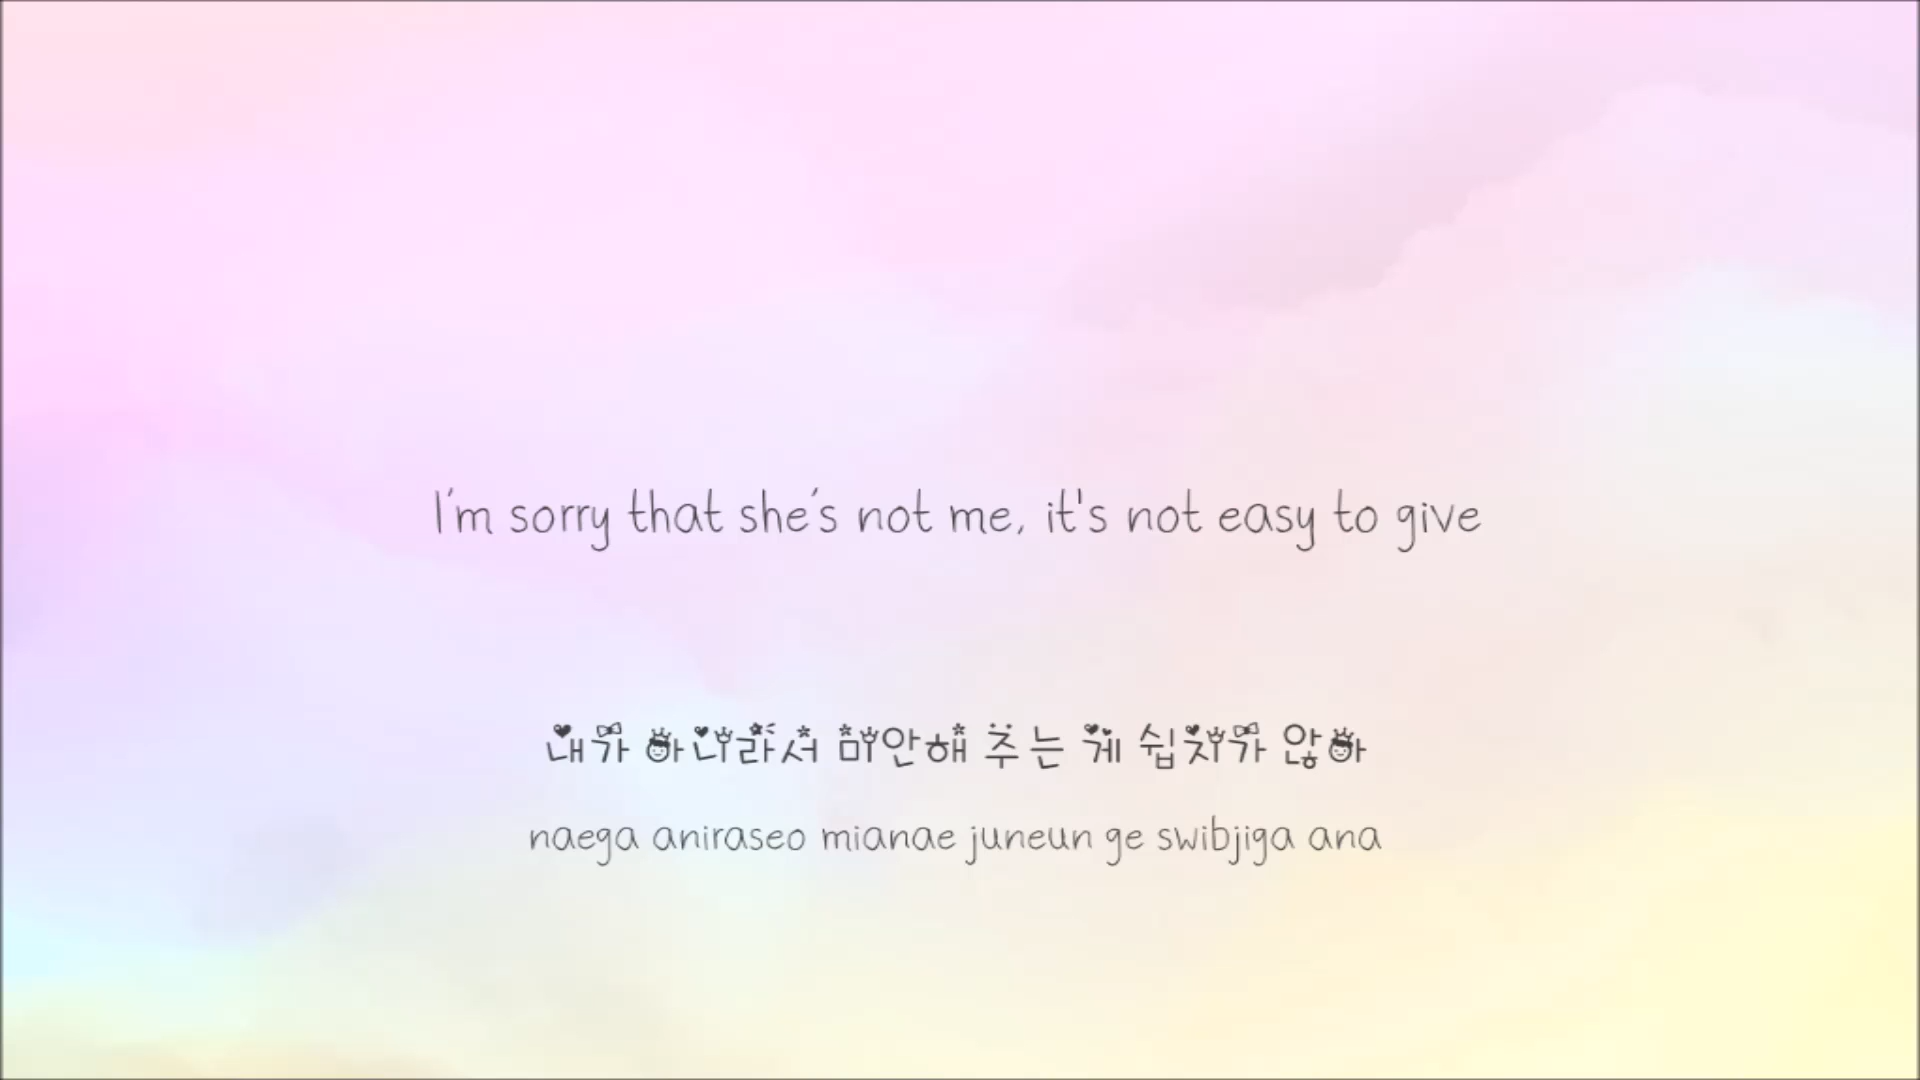 I'm sorry that she's not me, it's not easy to give
내가 아니라서 미안해 주는 게 쉽지가 않아
naega aniraseo mianae juneun ge swibjiga ana